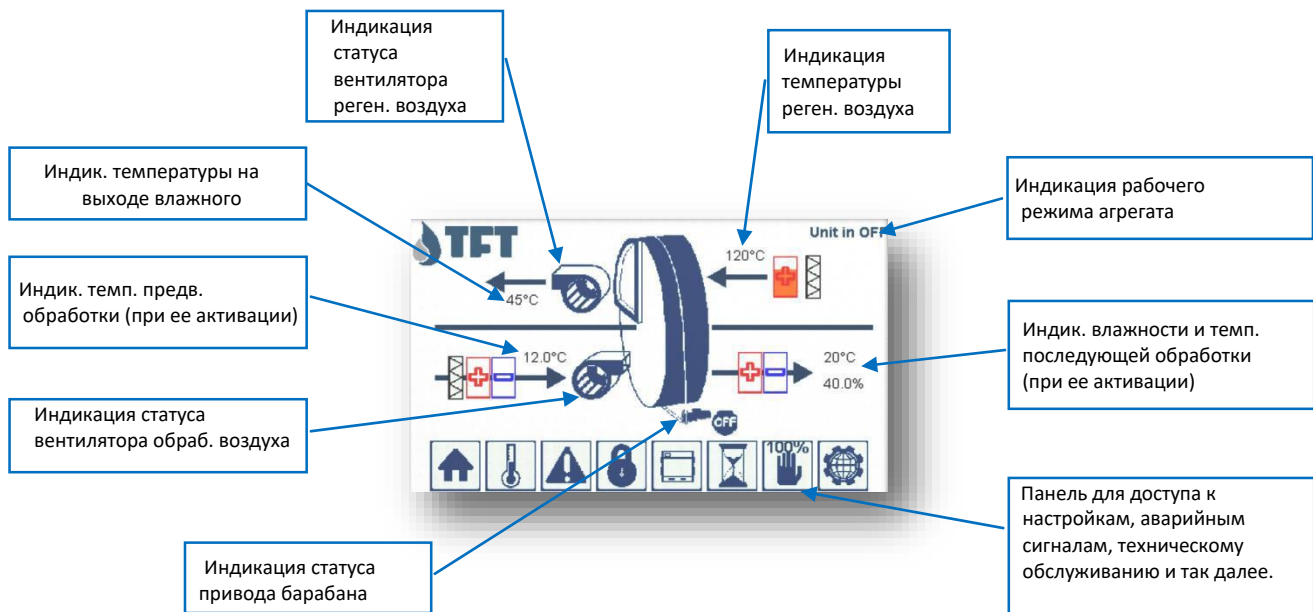 Индикация
статуса
вентилятора
реген. воздуха
Индикация
температуры
реген. воздуха
Индик. температуры на
выходе влажного
Индикация рабочего
режима агрегата
TFT
Unit in OFF
120°C
45°C
Индик. темп. предв.
обработки (при ее активации)
Индик. влажности и темп.
последующей обработки
(при ее активации)
12.0°C
20°C
40.0%
Индикация статуса
вентилятора обраб. воздуха
OFF
100%
Панель для доступа к
настройкам, аварийным
сигналам, техническому
обслуживанию и так далее.
Индикация статуса
привода барабана